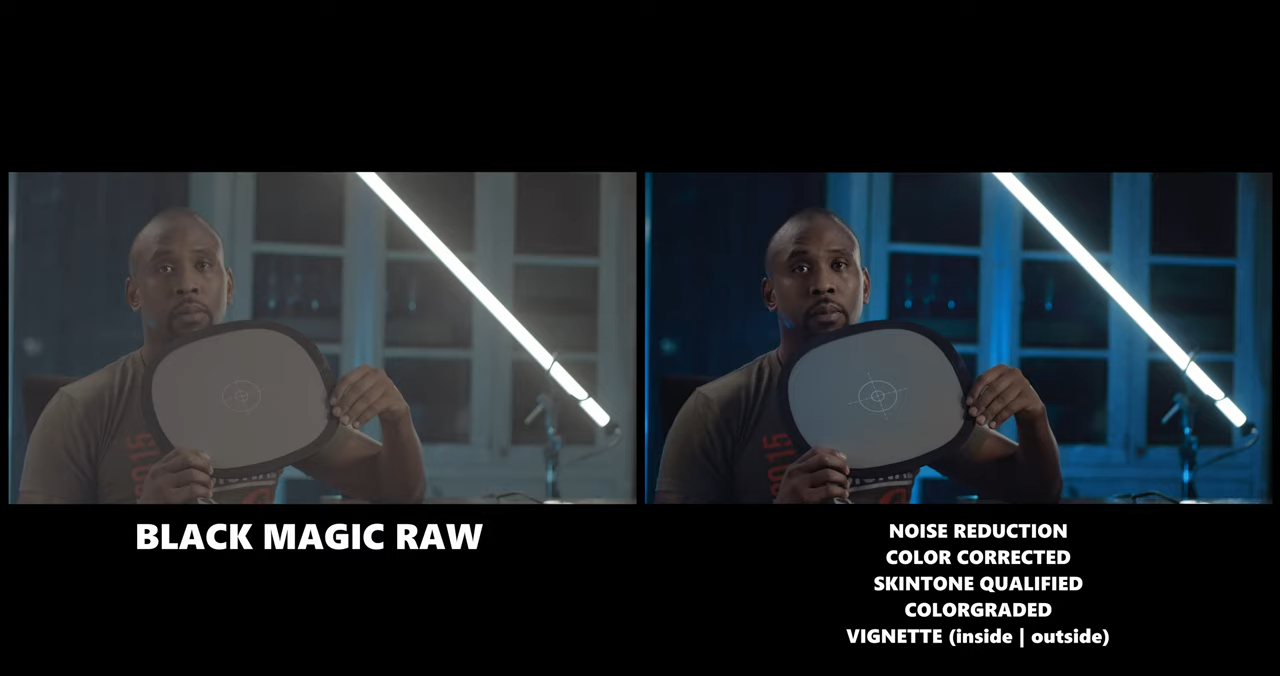 BLACK MAGIC RAW
NOISE REDUCTION
COLOR CORRECTED
SKINTONE QUALIFIED
COLORGRADED
VIGNETTE (inside | outside)